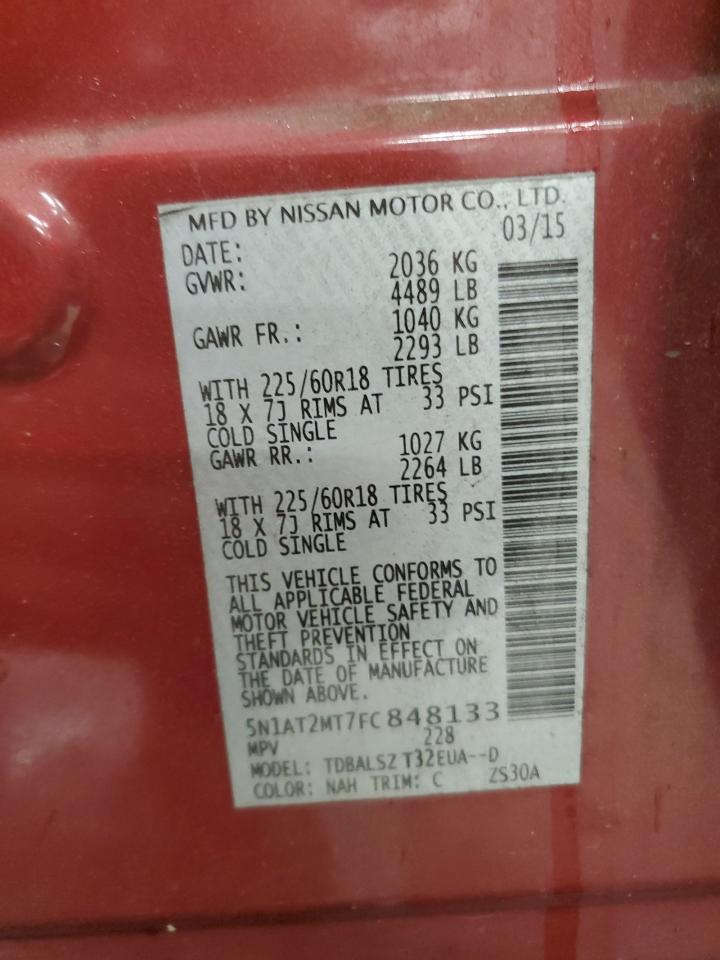 MFD BY NISSAN MOTOR CO., LTD.
DATE: 03/15
GVWR: 2036 KG
4489 LB
GAWR FR.: 1040 KG
2293 LB
WITH 225/60R18 TIRES
18 X 7J RIMS AT 33 PSI
COLD SINGLE
GAWR RR.: 1027 KG
2264 LB
WITH 225/60R18 TIRES
18 X 7J RIMS AT 33 PSI
COLD SINGLE
THIS VEHICLE CONFORMS TO
ALL APPLICABLE FEDERAL
MOTOR VEHICLE SAFETY AND
THEFT PREVENTION
STANDARDS IN EFFECT ON
THE DATE OF MANUFACTURE
SHOWN ABOVE.
5N1AT2MT7FC848133
MPV 228
MODEL: TDBALSZ T32EUA--D
COLOR: NAH TRIM: C ZS30A